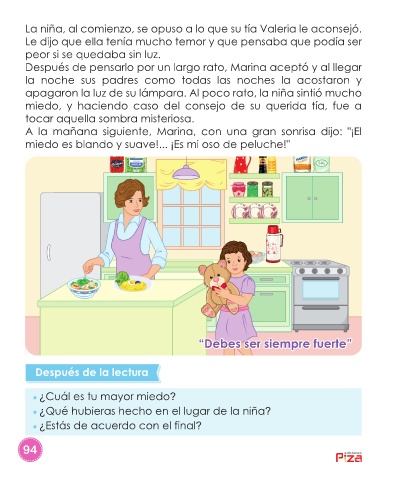 La niña, al comienzo, se opuso a lo que su tía Valeria le aconsejó.
Le dijo que ella tenía mucho temor y que pensaba que podía ser
peor si se quedaba sin luz.
Después de pensarlo por un largo rato, Marina aceptó y al llegar
la noche sus padres como todas las noches la acostaron y
apagaron la luz de su lámpara. Al poco rato, la niña sintió mucho
miedo, y haciendo caso del consejo de su querida tía, fue a
tocar aquella sombra misteriosa.
A la mañana siguiente, Marina, con una gran sonrisa dijo: "¡El
miedo es blando y suave!... ¡Es mi oso de peluche!"
"Debes ser siempre fuerte"
Después de la lectura
• ¿Cuál es tu mayor miedo?
• ¿Qué hubieras hecho en el lugar de la niña?
• ¿Estás de acuerdo con el final?
94
Piza